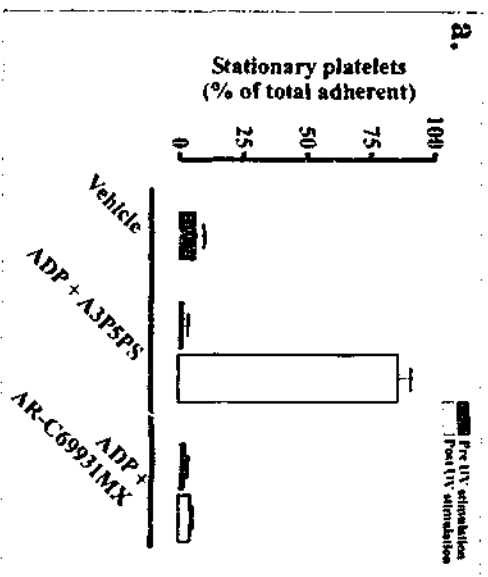 a.
Stationary platelets
(% of total adherent)
100
75
50
25
0
Pre UV stimulation
Post UV stimulation
Vehicle
ADP + A3P5PS
ADP +
AR-C69931MX